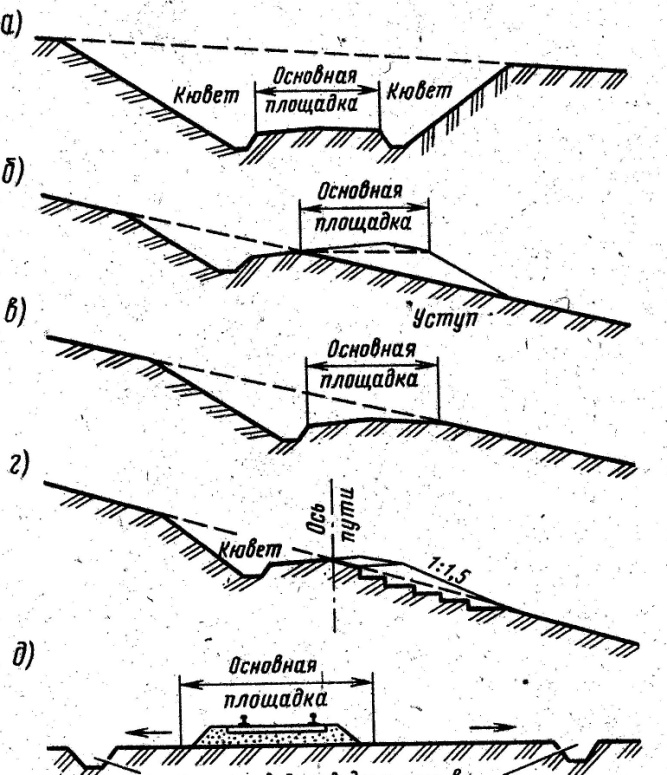 а)
Основная
площадка
Кювет
Кювет
б)
Основная
площадка
Уступ
в)
Основная
площадка
г)
Ось
пути
Кювет
1:1,5
д)
Основная
площадка